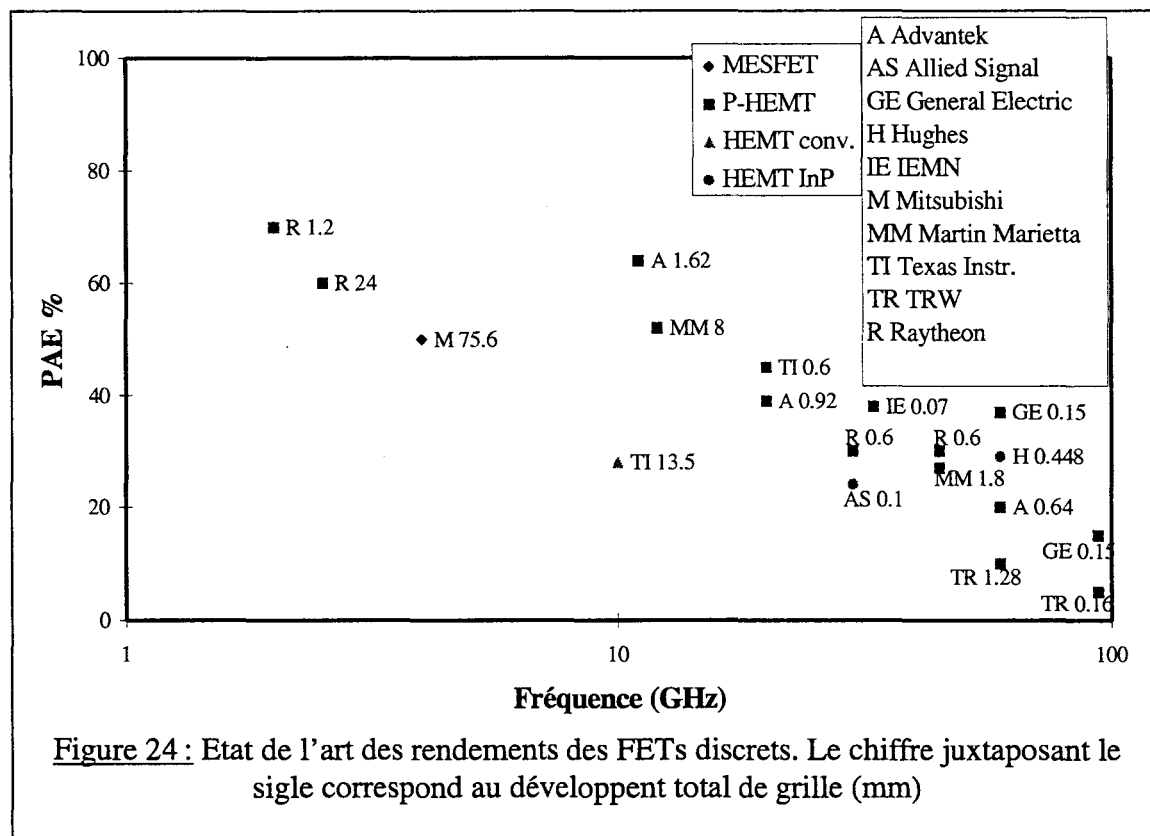 100
80
60
40
20
0
PAE %
MESFET
P-HEMT
HEMT conv.
HEMT InP
A Advantek
AS Allied Signal
GE General Electric
H Hughes
IE IEMN
M Mitsubishi
MM Martin Marietta
TI Texas Instr.
TR TRW
R Raytheon
R 1.2
R 24
M 75.6
A 1.62
MM 8
TI 0.6
A 0.92
TI 13.5
IE 0.07
R 0.6
AS 0.1
R 0.6
MM 1.8
GE 0.15
H 0.448
A 0.64
TR 1.28
GE 0.15
TR 0.16
1
10
100
Fréquence (GHz)
Figure 24 : Etat de l'art des rendements des FETs discrets. Le chiffre juxtaposant le
sigle correspond au développent total de grille (mm)